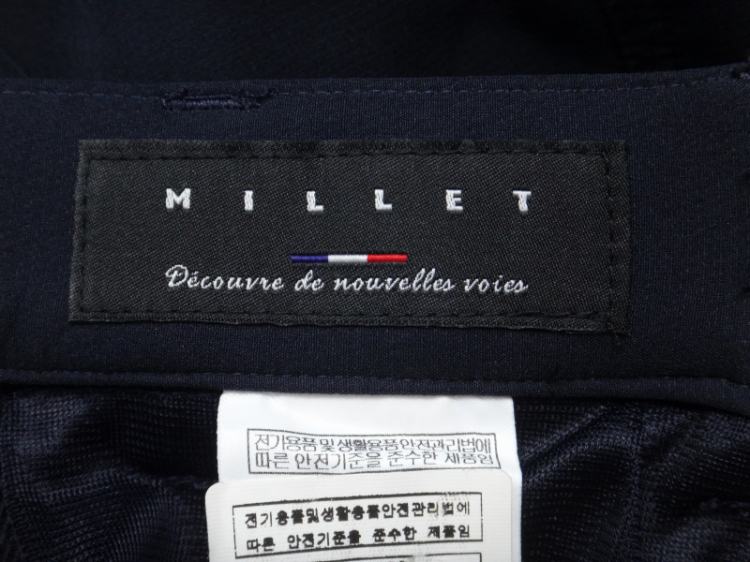 MILLET
Découvre de nouvelles voies
전기용품및생활용품안전관리법에
따른 안전기준을 준수한 제품임
전기용품및생활용품안전관리법에
따른 안전기준을 준수한 제품임